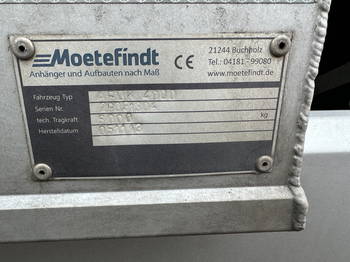 Moetefindt
Anhänger und Aufbauten nach Maß
CE
21244 Buchholz
Tel.: 04181 - 99080
www.moetefindt.de
Fahrzeug Typ
Serien Nr.
tech. Tragkraft kg
Herstelldatum